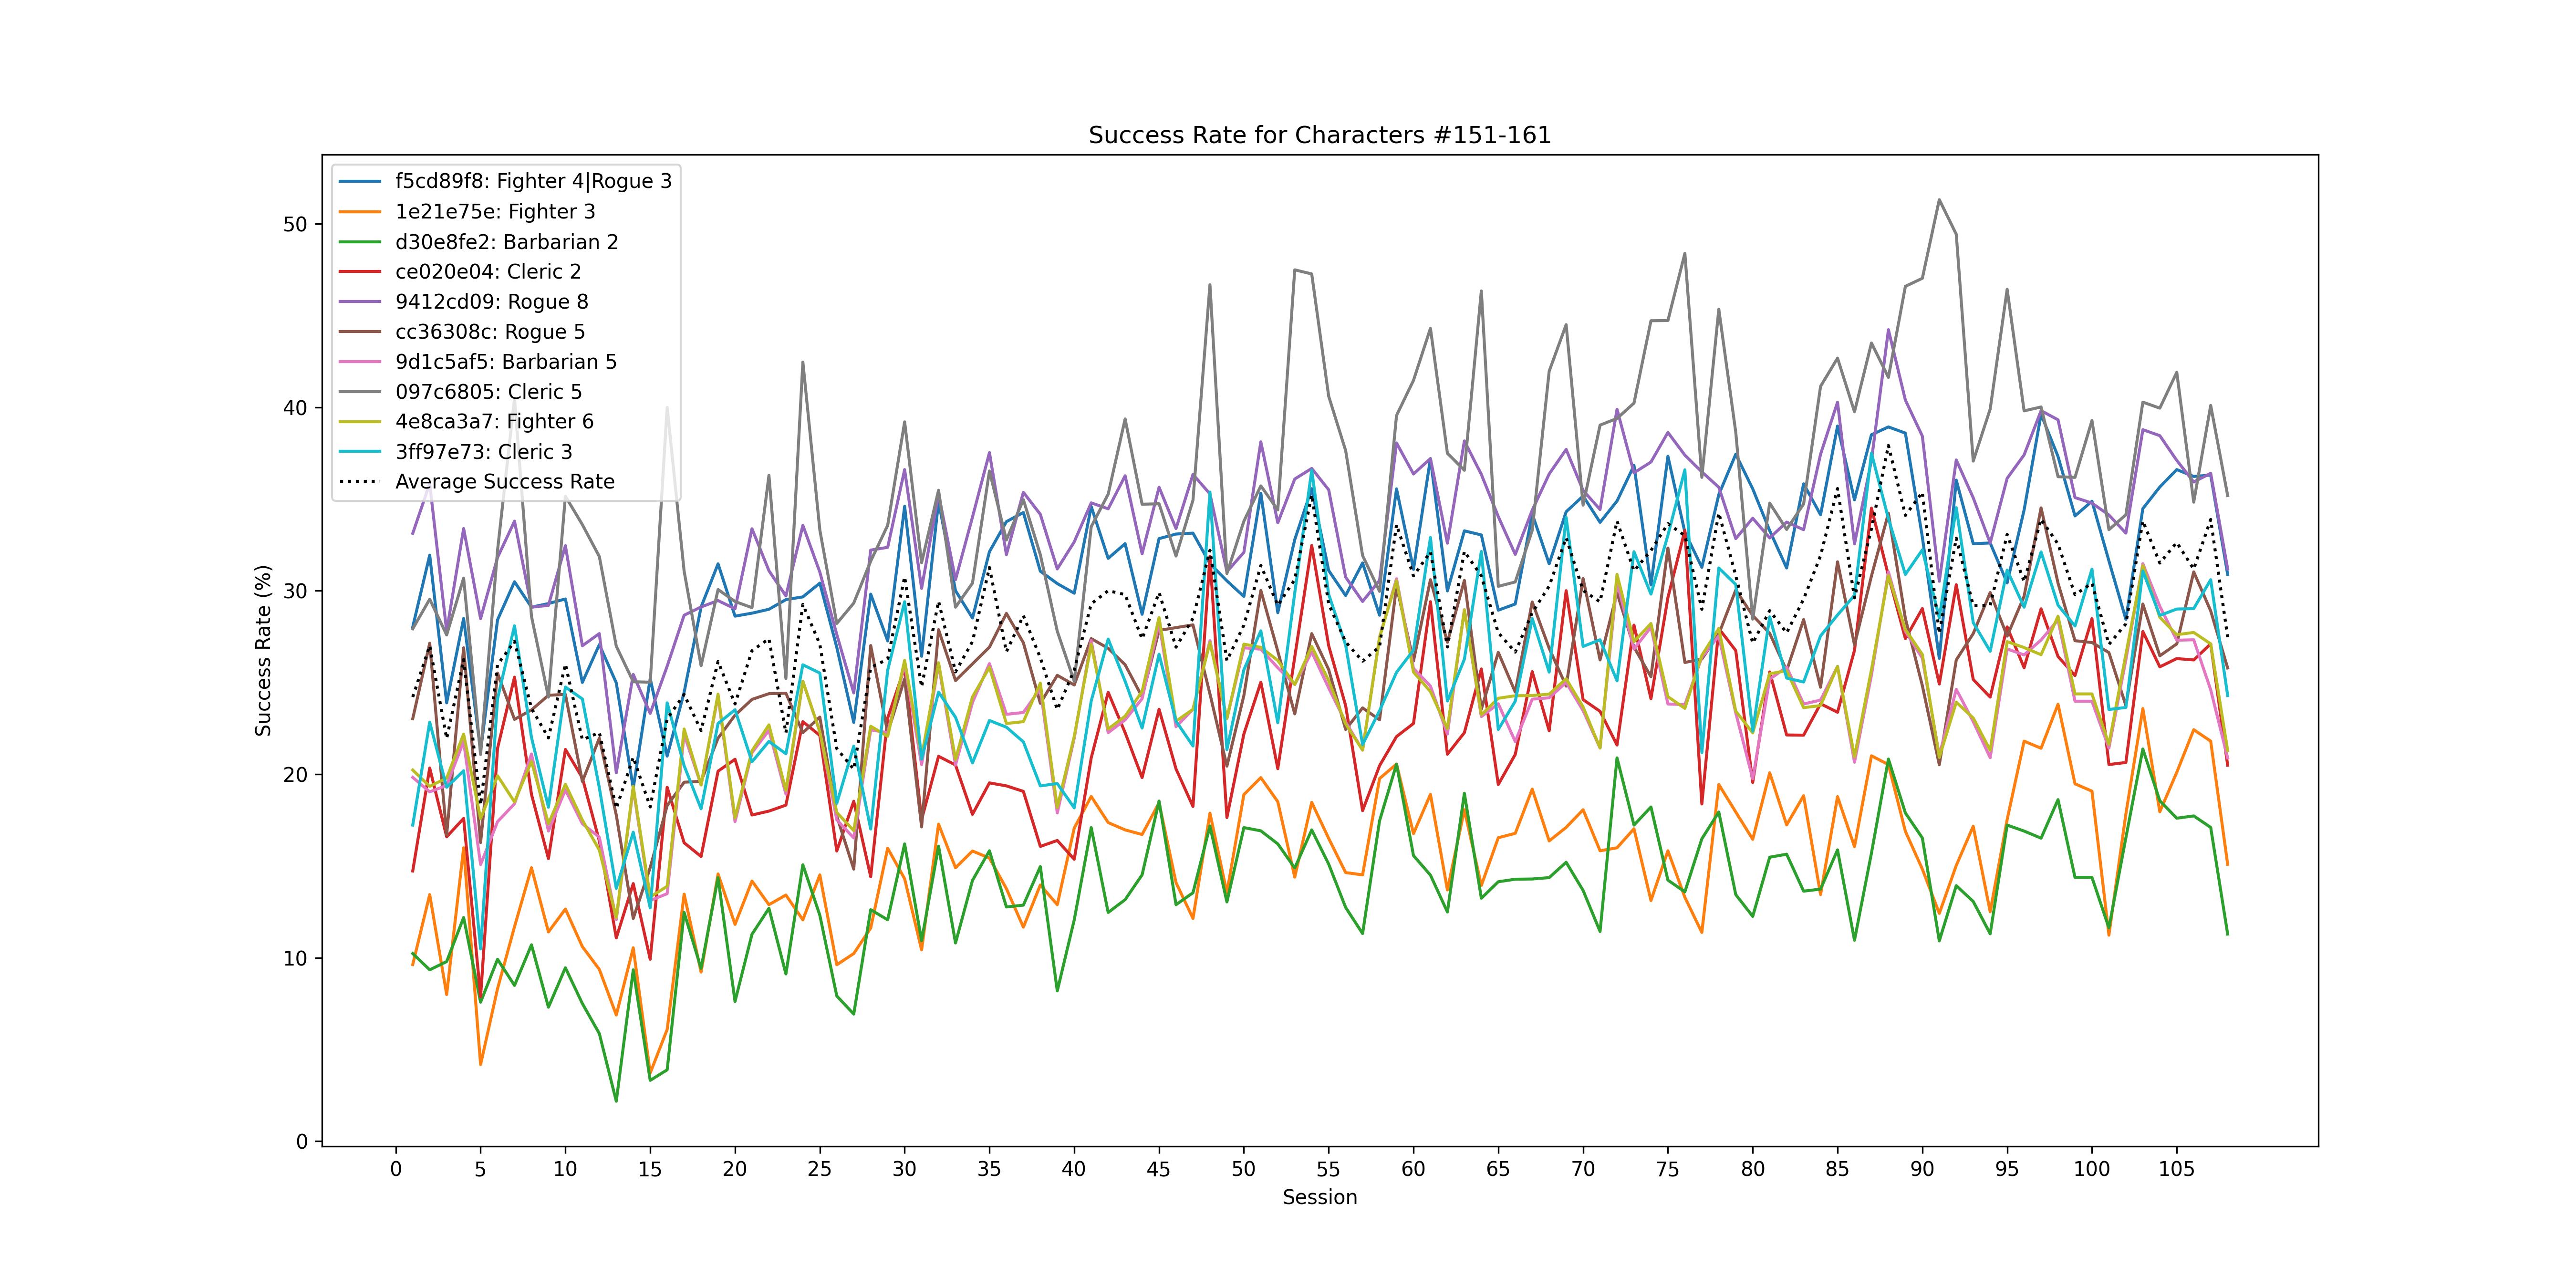 Success Rate for Characters #151-161
f5cd89f8: Fighter 4|Rogue 3
1e21e75e: Fighter 3
d30e8fe2: Barbarian 2
ce020e04: Cleric 2
9412cd09: Rogue 8
cc36308c: Rogue 5
9d1c5af5: Barbarian 5
097c6805: Cleric 5
4e8ca3a7: Fighter 6
3ff97e73: Cleric 3
Average Success Rate
Success Rate (%)
50
40
30
20
10
0
0 5 10 15 20 25 30 35 40 45 50 55 60 65 70 75 80 85 90 95 100 105
Session